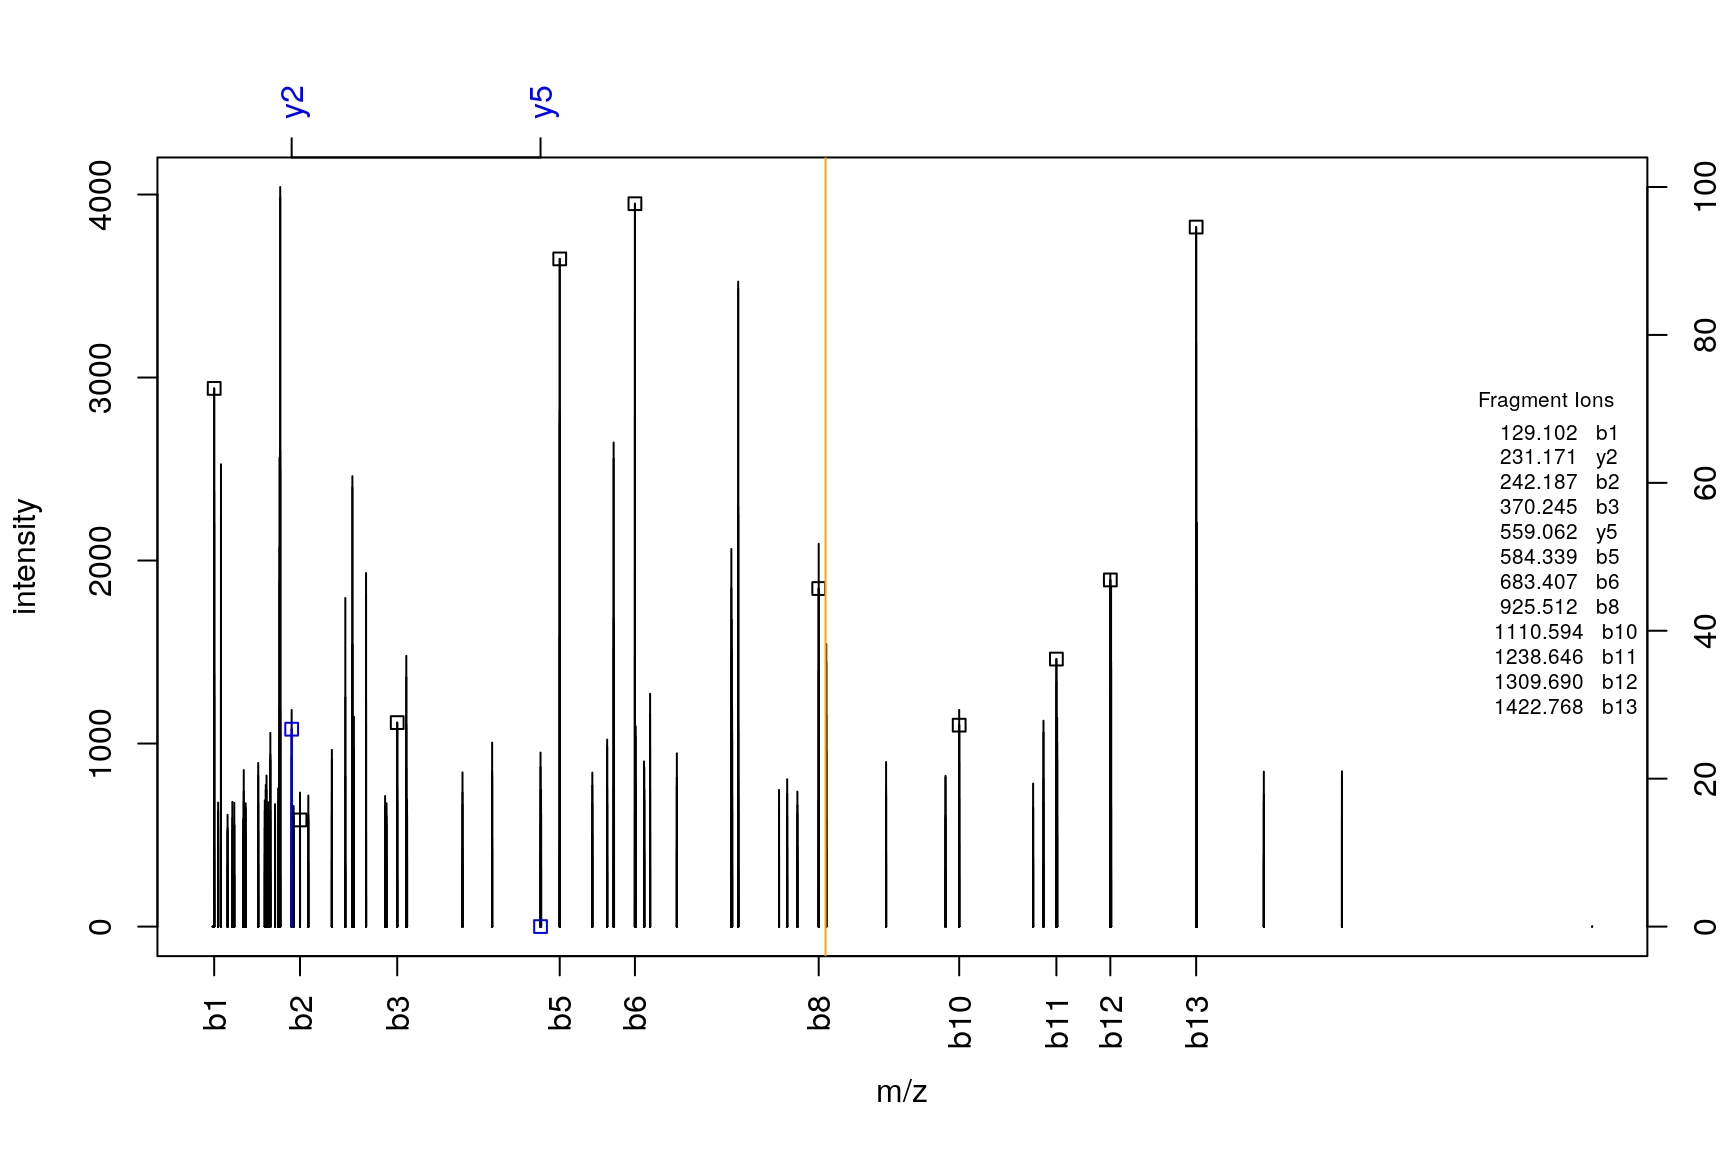 y2 y5
4000
3000
2000
1000
0
intensity
100
80
60
40
20
0
Fragment Ions
129.102 b1
231.171 y2
242.187 b2
370.245 b3
559.062 y5
584.339 b5
683.407 b6
925.512 b8
1110.594 b10
1238.646 b11
1309.690 b12
1422.768 b13
b1 b2 b3 b5 b6 b8 b10 b11 b12 b13
m/z